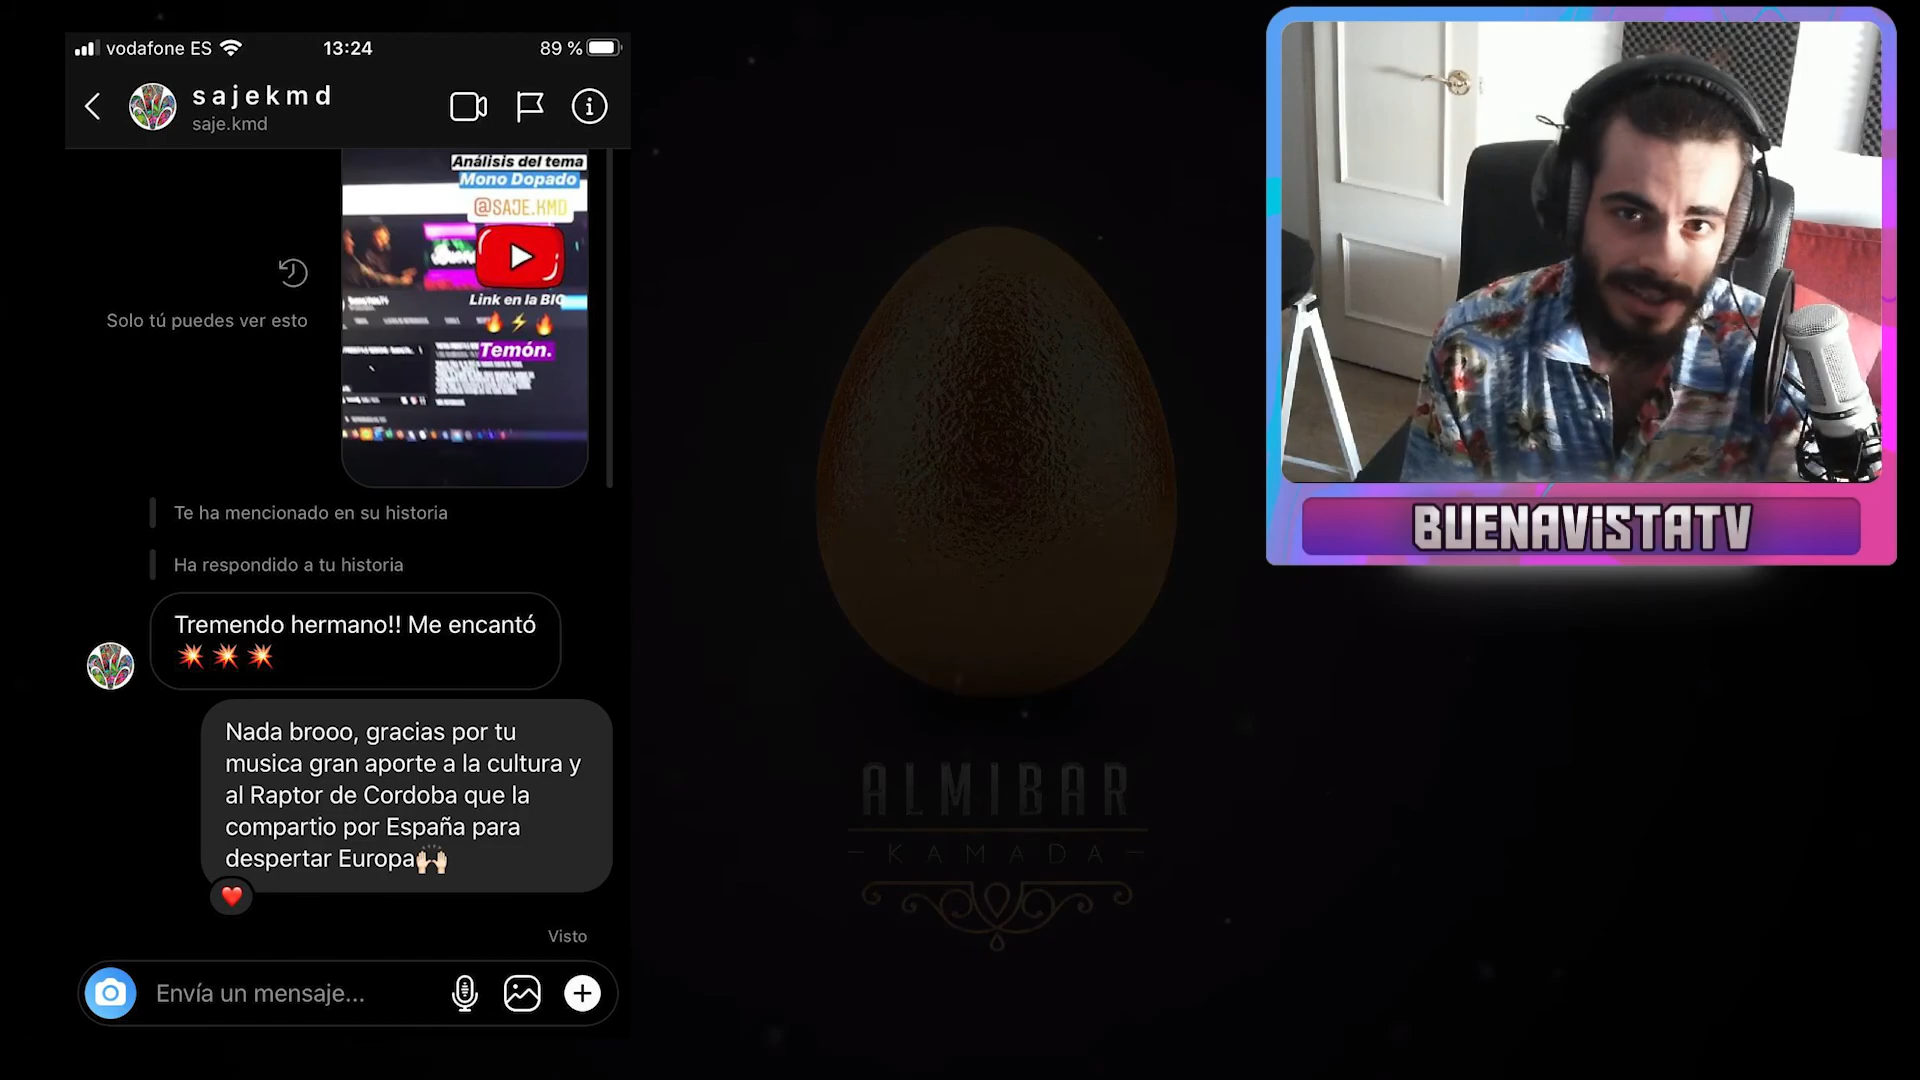 vodafone ES
13:24
89 %
sajekmd
saje.kmd
Análisis del tema
Mono Dopado
@SAJE.KMD
Link en la BIO
Temón.
Solo tú puedes ver esto
Te ha mencionado en su historia
Ha respondido a tu historia
Tremendo hermano!! Me encantó
💥 💥 💥
Nada brooo, gracias por tu
musica gran aporte a la cultura y
al Raptor de Cordoba que la
compartio por España para
despertar Europa🙌🏻
Visto
Envía un mensaje...
ALMIBAR
KAMADA
BUENAViSTATV